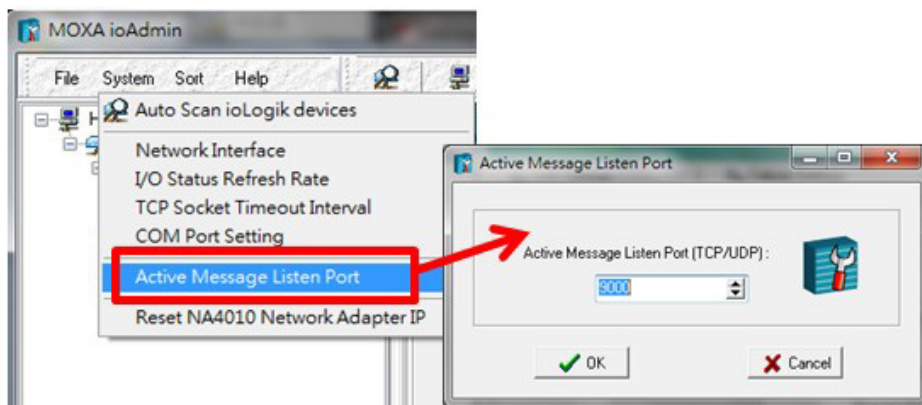 MOXA ioAdmin
File System Sort Help
Auto Scan ioLogik devices
Network Interface
I/O Status Refresh Rate
TCP Socket Timeout Interval
COM Port Setting
Active Message Listen Port
Reset NA4010 Network Adapter IP
Active Message Listen Port
Active Message Listen Port (TCP/UDP) :
9000
OK Cancel